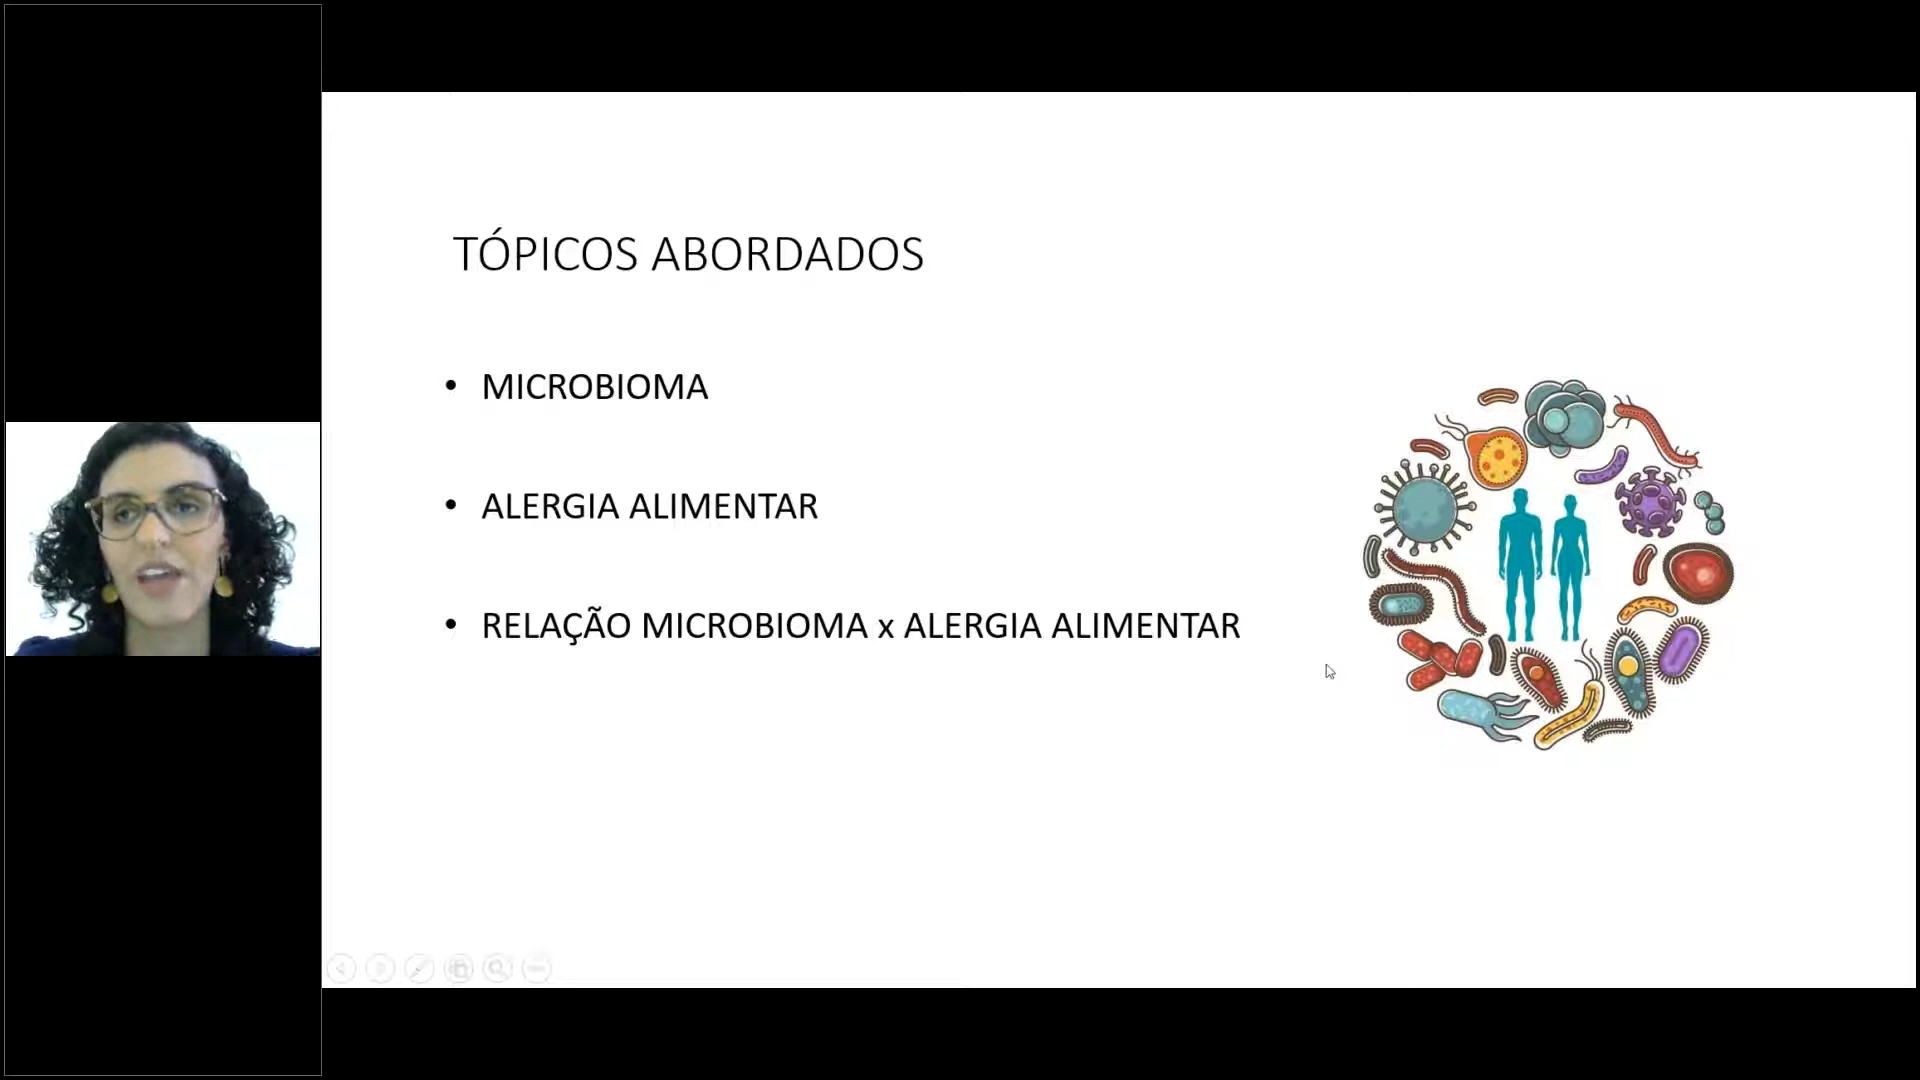 TÓPICOS ABORDADOS
• MICROBIOMA
• ALERGIA ALIMENTAR
• RELAÇÃO MICROBIOMA x ALERGIA ALIMENTAR